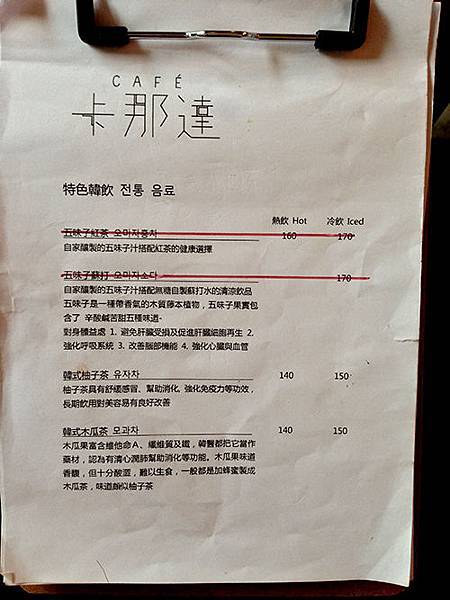 CAFÉ
卡那達
特色韓飲 전통 음료
熱飲 Hot 冷飲 Iced
五味子紅茶 오미자홍차 160 170
自家釀製的五味子汁搭配紅茶的健康選擇
五味子蘇打 오미자소다 170
自家釀製的五味子汁搭配無糖自製蘇打水的清涼飲品
五味子是一種帶香氣的木質藤本植物，五味子果實包
含了 辛酸鹹苦甜五種味道-
對身體益處 1. 避免肝臟受損及促進肝臟細胞再生 2.
強化呼吸系統 3. 改善腦部機能 4. 強化心臟與血管
韓式柚子茶 유자차 140 150
柚子茶具有舒緩感冒、幫助消化、強化免疫力等功效，
長期飲用對美容易有良好改善
韓式木瓜茶 모과차 140 150
木瓜果富含維他命A、纖維質及鐵，韓醫都把它當作
藥材，認為有清心潤肺幫助消化等功能。木瓜果味道
香馥，但十分酸澀，難以生食，一般都是加蜂蜜製成
木瓜茶，味道頗似柚子茶